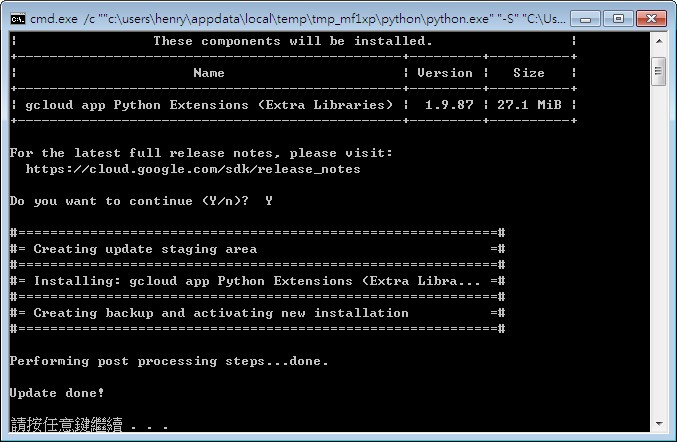 cmd.exe /c ""c:\users\henry\appdata\local\temp\tmp_mf1xp\python\python.exe" "-S" "C:\Us...
These components will be installed.
Name | Version | Size
gcloud app Python Extensions (Extra Libraries) | 1.9.87 | 27.1 MiB
For the latest full release notes, please visit:
https://cloud.google.com/sdk/release_notes
Do you want to continue (Y/n)?  Y
#============================================================#
#= Creating update staging area =#
#============================================================#
#= Installing: gcloud app Python Extensions (Extra Libra... =#
#============================================================#
#= Creating backup and activating new installation =#
#============================================================#
Performing post processing steps...done.
Update done!
請按任意鍵繼續 . . .